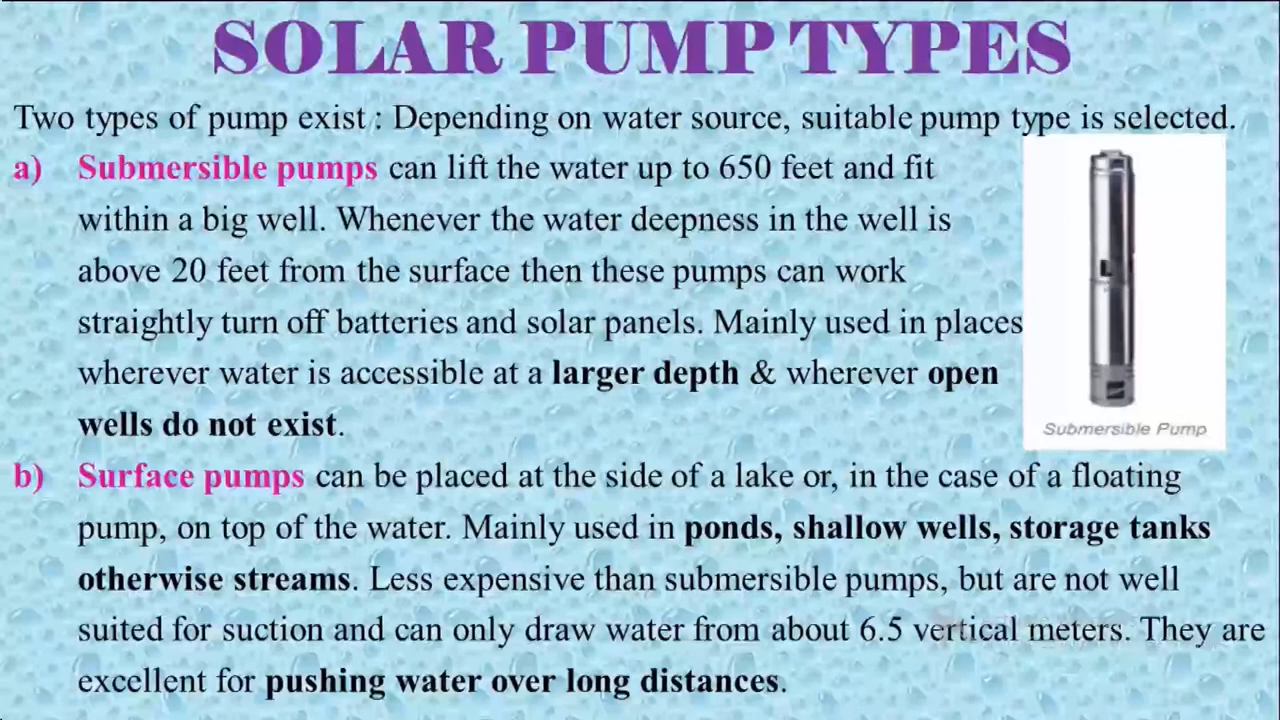 SOLAR PUMP TYPES
Two types of pump exist : Depending on water source, suitable pump type is selected.
a) Submersible pumps can lift the water up to 650 feet and fit
within a big well. Whenever the water deepness in the well is
above 20 feet from the surface then these pumps can work
straightly turn off batteries and solar panels. Mainly used in places
wherever water is accessible at a larger depth & wherever open
wells do not exist.
Submersible Pump
b) Surface pumps can be placed at the side of a lake or, in the case of a floating
pump, on top of the water. Mainly used in ponds, shallow wells, storage tanks
otherwise streams. Less expensive than submersible pumps, but are not well
suited for suction and can only draw water from about 6.5 vertical meters. They are
excellent for pushing water over long distances.